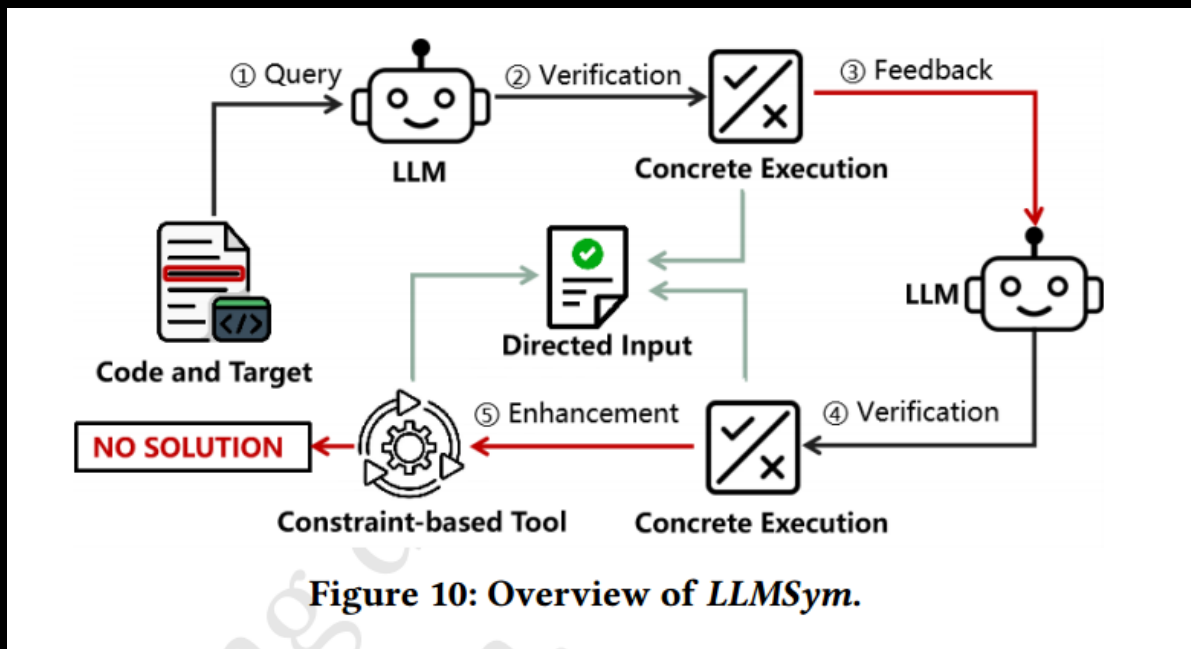 ① Query
② Verification
③ Feedback
LLM
Concrete Execution
</>
Code and Target
Directed Input
LLM
NO SOLUTION
⑤ Enhancement
④ Verification
Constraint-based Tool
Concrete Execution
Figure 10: Overview of LLMSym.